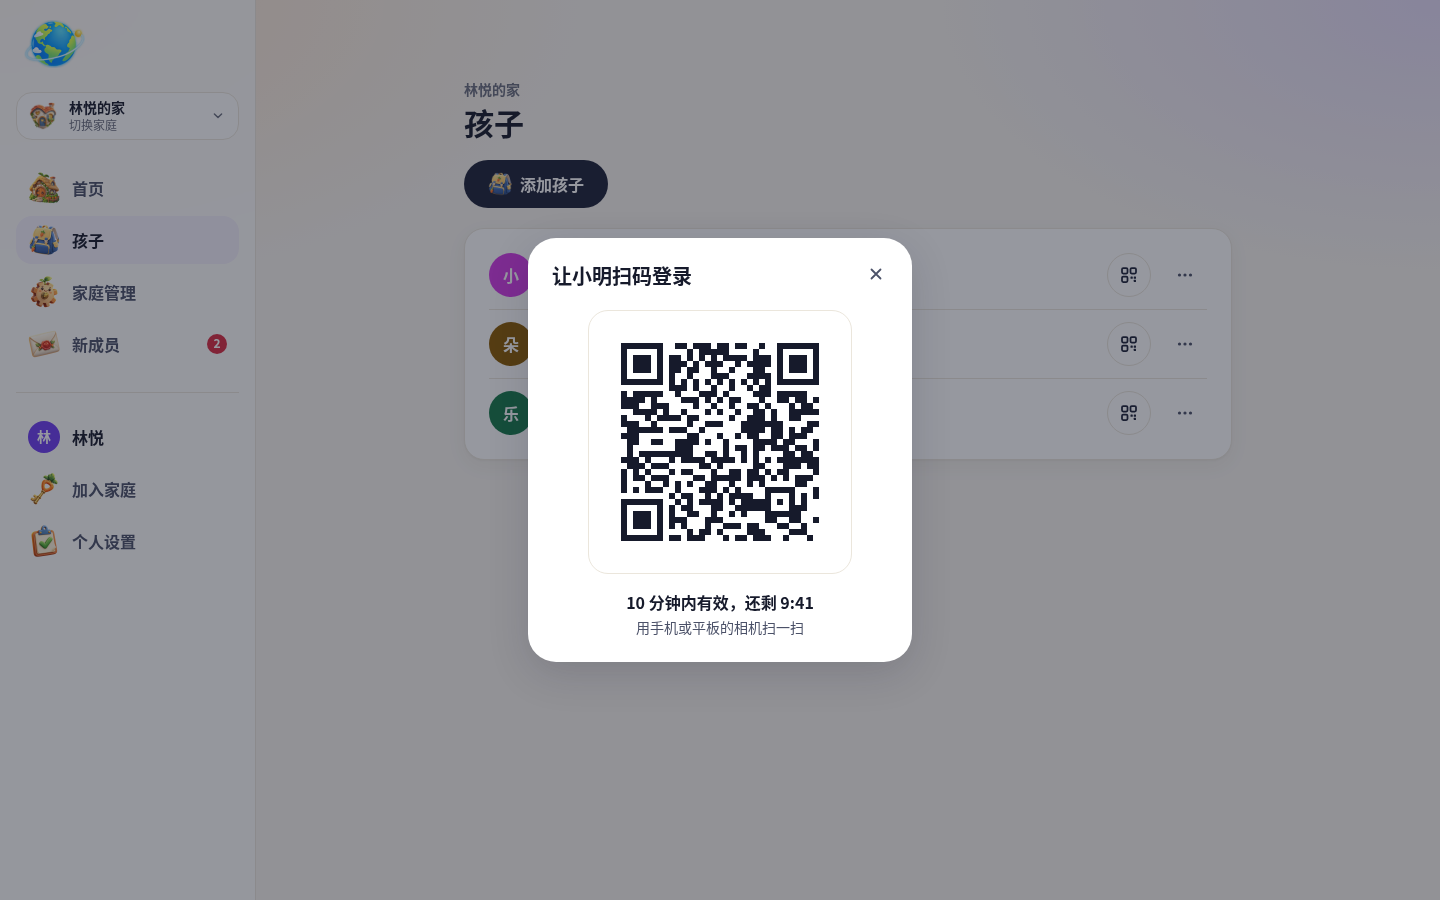 林悦的家
切换家庭
首页
孩子
家庭管理
新成员
2
林
林悦
加入家庭
个人设置
林悦的家
孩子
添加孩子
小
朵
乐
让小明扫码登录
10 分钟内有效，还剩 9:41
用手机或平板的相机扫一扫